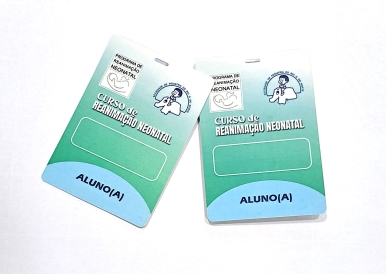 PROGRAMA DE
REANIMAÇÃO
NEONATAL
CURSO de
REANIMAÇÃO NEONATAL
ALUNO(A)
PROGRAMA DE
REANIMAÇÃO
NEONATAL
CURSO de
REANIMAÇÃO NEONATAL
ALUNO(A)